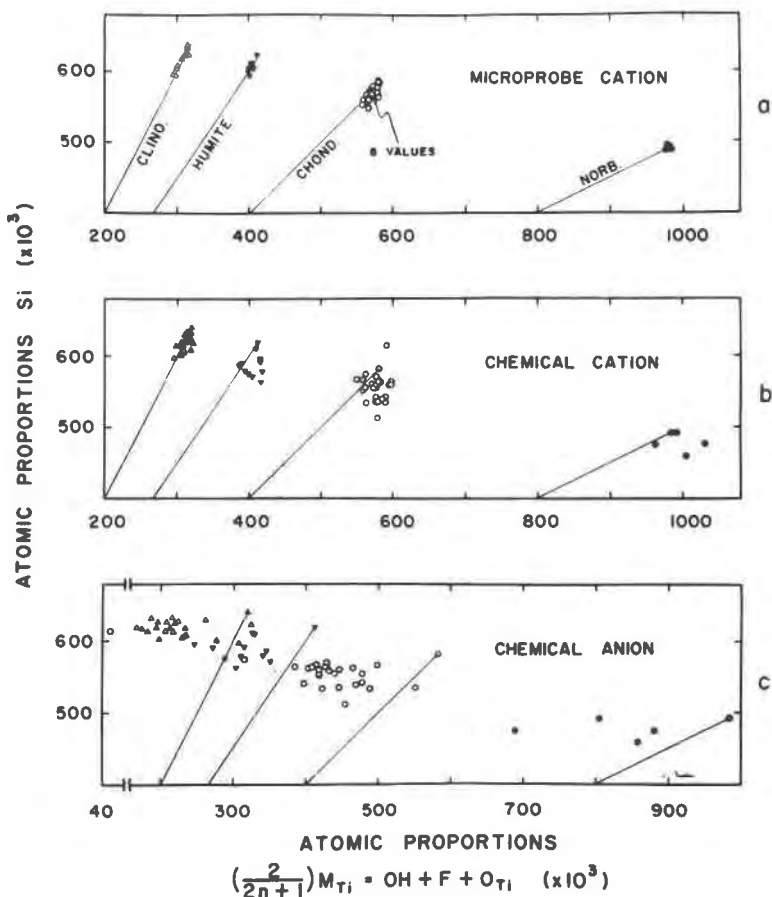 ATOMIC PROPORTIONS Si (x10³)
600
500
CLINO.
HUMITE
CHOND.
NORB.
MICROPROBE CATION
8 VALUES
a
200 400 600 800 1000
600
500
CHEMICAL CATION
b
200 400 600 800 1000
600
500
CHEMICAL ANION
c
40 300 500 700 900
ATOMIC PROPORTIONS
(2/2n+1) M_Ti = OH + F + O_Ti (x10³)